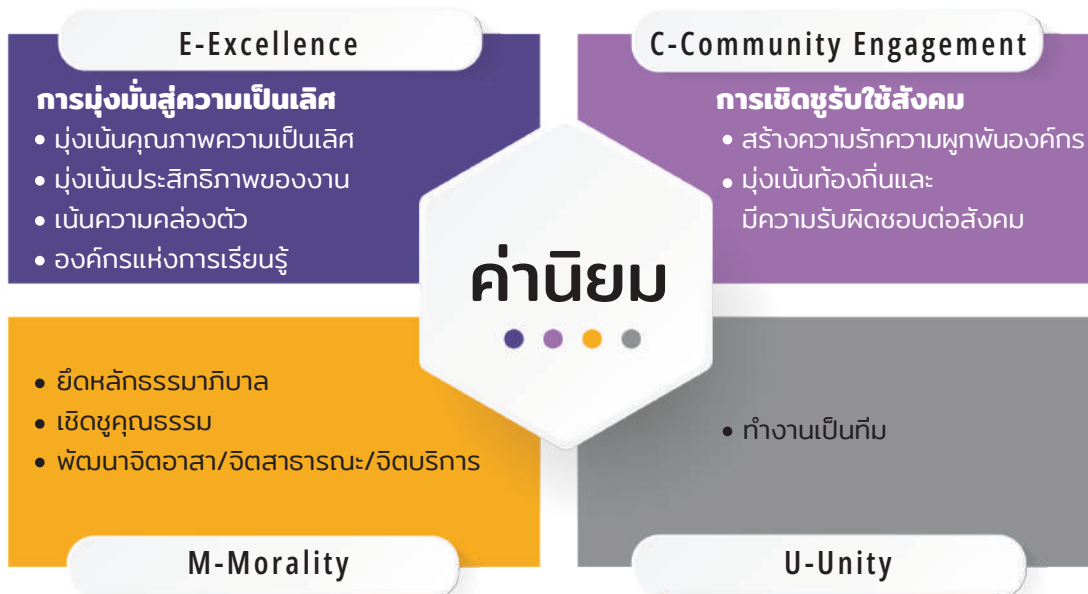 E-Excellence
การมุ่งมั่นสู่ความเป็นเลิศ
• มุ่งเน้นคุณภาพความเป็นเลิศ
• มุ่งเน้นประสิทธิภาพของงาน
• เน้นความคล่องตัว
• องค์กรแห่งการเรียนรู้
C-Community Engagement
การเชิดชูรับใช้สังคม
• สร้างความรักความผูกพันองค์กร
• มุ่งเน้นท้องถิ่นและ
มีความรับผิดชอบต่อสังคม
ค่านิยม
• ยึดหลักธรรมาภิบาล
• เชิดชูคุณธรรม
• พัฒนาจิตอาสา/จิตสาธารณะ/จิตบริการ
M-Morality
• ทำงานเป็นทีม
U-Unity